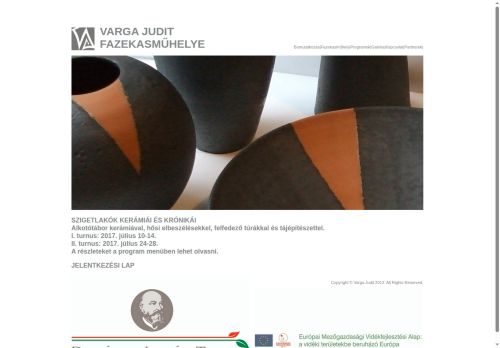 VARGA JUDIT
FAZEKASMŰHELYE
SZIGETLAKÓK KERÁMIÁI ÉS KRÓNIKÁI
Alkotótábor kerámiával, hősi elbeszélésekkel, felfedező túrákkal és tájépítészettel.
I. turnus: 2017. július 10-14.
II. turnus: 2017. július 24-28.
A részleteket a program menüben lehet olvasni.
JELENTKEZÉSI LAP
Copyright © Varga Judit 2013. All Rights Reserved.
Európai Mezőgazdasági Vidékfejlesztési Alap:
a vidéki területekbe beruházó Európa